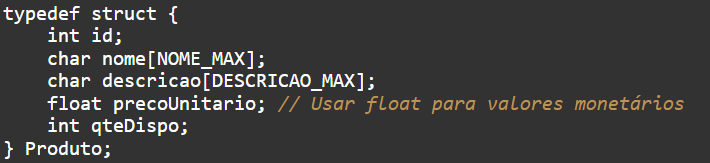 typedef struct {
    int id;
    char nome[NOME_MAX];
    char descricao[DESCRICAO_MAX];
    float precoUnitario; // Usar float para valores monetários
    int qteDispo;
} Produto;